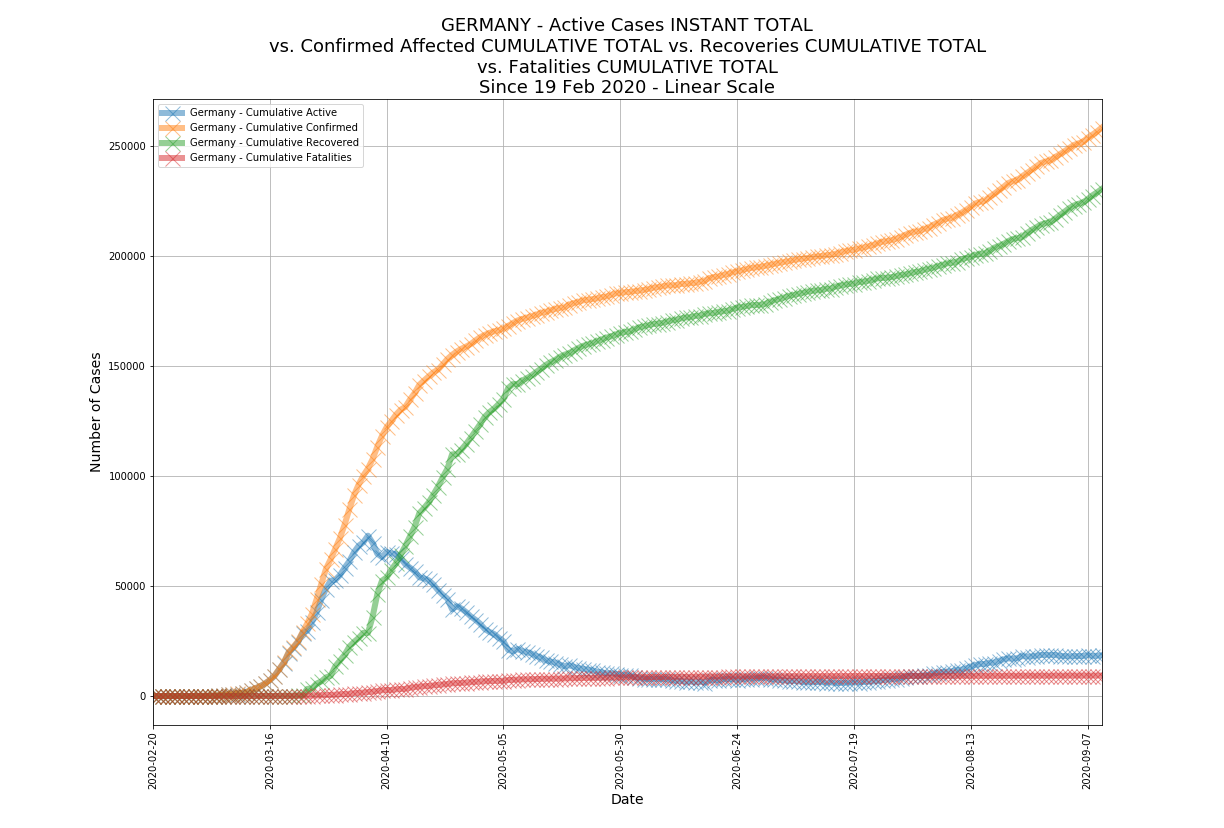 GERMANY - Active Cases INSTANT TOTAL
vs. Confirmed Affected CUMULATIVE TOTAL vs. Recoveries CUMULATIVE TOTAL
vs. Fatalities CUMULATIVE TOTAL
Since 19 Feb 2020 - Linear Scale
Germany - Cumulative Active
Germany - Cumulative Confirmed
Germany - Cumulative Recovered
Germany - Cumulative Fatalities
Number of Cases
250000
200000
150000
100000
50000
0
2020-02-20
2020-03-16
2020-04-10
2020-05-05
2020-05-30
2020-06-24
2020-07-19
2020-08-13
2020-09-07
Date